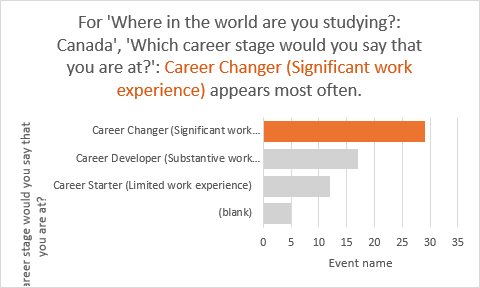 For 'Where in the world are you studying?:
Canada', 'Which career stage would you say that
you are at?': Career Changer (Significant work
experience) appears most often.
Career Changer (Significant work...
Career Developer (Substantive work...
Career Starter (Limited work experience)
(blank)
0 5 10 15 20 25 30 35
Event name
career stage would you say that
you are at?